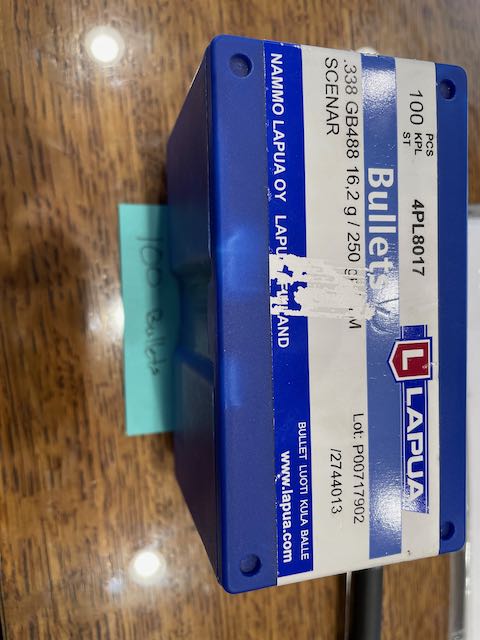 100 PCS
KPL
ST
4PL8017
L LAPUA
Bullets
.338 GB488 16,2 g / 250
SCENAR
Lot: P00717902
/2744013
NAMMO LAPUA OY
BULLET LUOTI KULA BALLE
www.lapua.com
100 Bullets